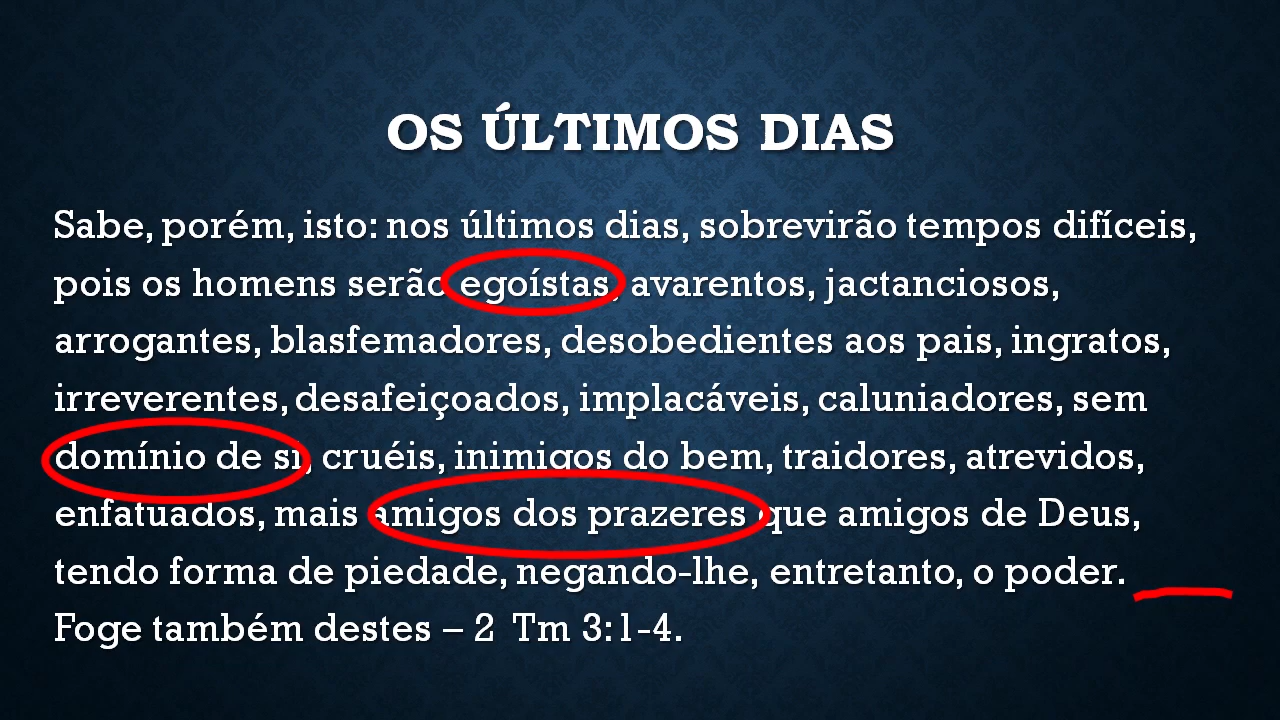 OS ÚLTIMOS DIAS
Sabe, porém, isto: nos últimos dias, sobrevirão tempos difíceis,
pois os homens serão egoístas, avarentos, jactanciosos,
arrogantes, blasfemadores, desobedientes aos pais, ingratos,
irreverentes, desafeiçoados, implacáveis, caluniadores, sem
domínio de si, cruéis, inimigos do bem, traidores, atrevidos,
enfatuados, mais amigos dos prazeres que amigos de Deus,
tendo forma de piedade, negando-lhe, entretanto, o poder.
Foge também destes – 2 Tm 3:1-4.